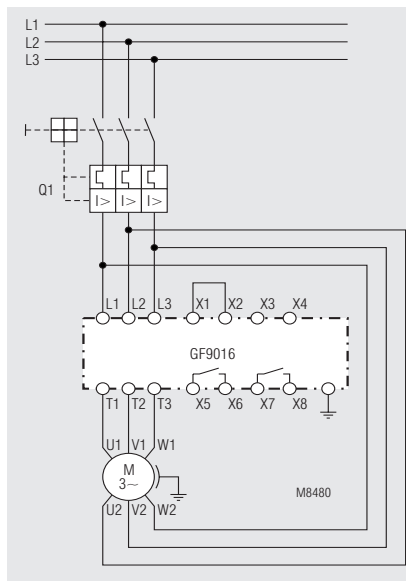 L1
L2
L3
Q1
I> I> I>
L1 L2 L3 X1 X2 X3 X4
GF9016
T1 T2 T3 X5 X6 X7 X8
U1 V1 W1
M
3~
M8480
U2 V2 W2